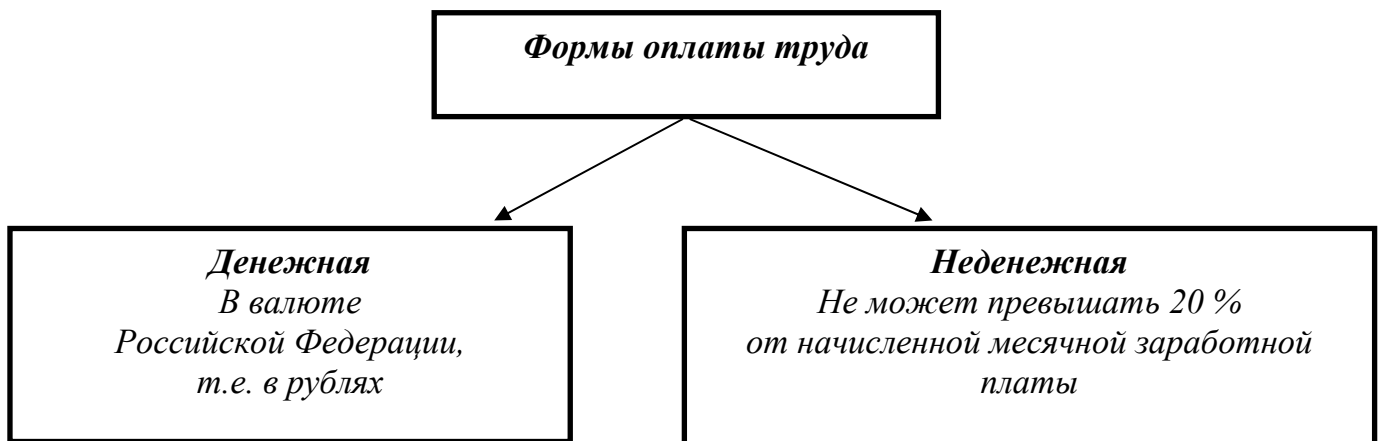 Формы оплаты труда
Денежная
В валюте
Российской Федерации,
т.е. в рублях
Неденежная
Не может превышать 20 %
от начисленной месячной заработной
платы